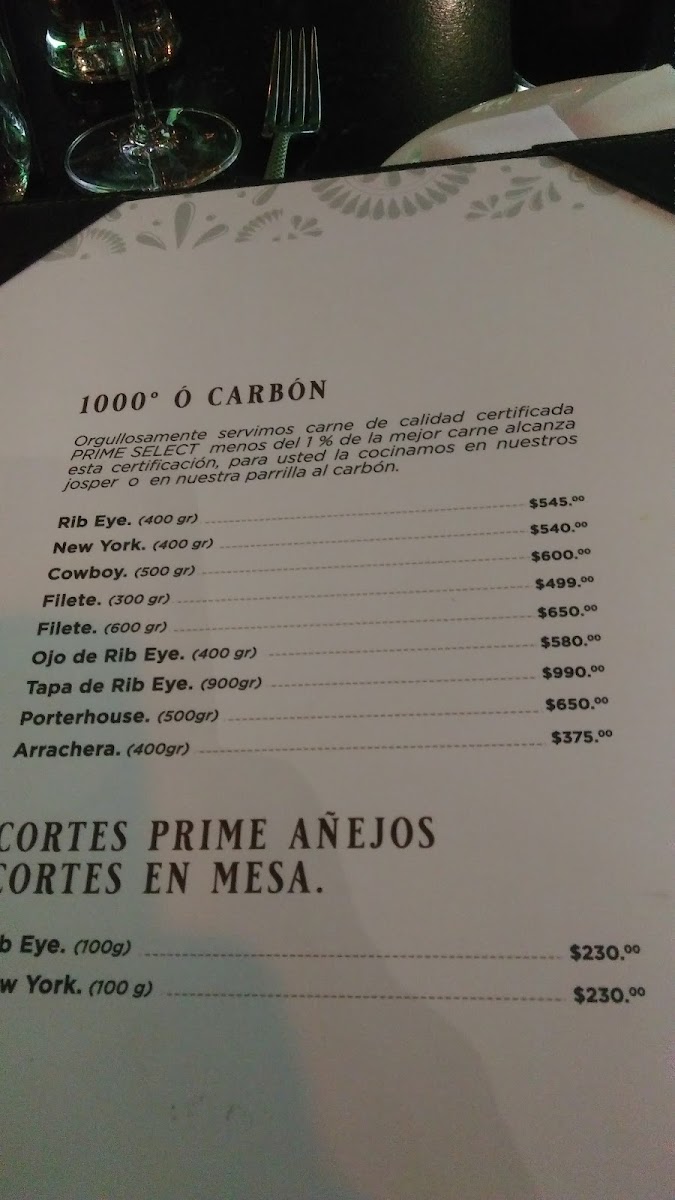 1000° Ó CARBÓN
Orgullosamente servimos carne de calidad certificada
PRIME SELECT menos del 1 % de la mejor carne alcanza
esta certificación, para usted la cocinamos en nuestros
josper o en nuestra parrilla al carbón.
Rib Eye. (400 gr) $545.00
New York. (400 gr) $540.00
Cowboy. (500 gr) $600.00
Filete. (300 gr) $499.00
Filete. (600 gr) $650.00
Ojo de Rib Eye. (400 gr) $580.00
Tapa de Rib Eye. (900gr) $990.00
Porterhouse. (500gr) $650.00
Arrachera. (400gr) $375.00
CORTES PRIME AÑEJOS
CORTES EN MESA.
b Eye. (100g) $230.00
w York. (100 g) $230.00